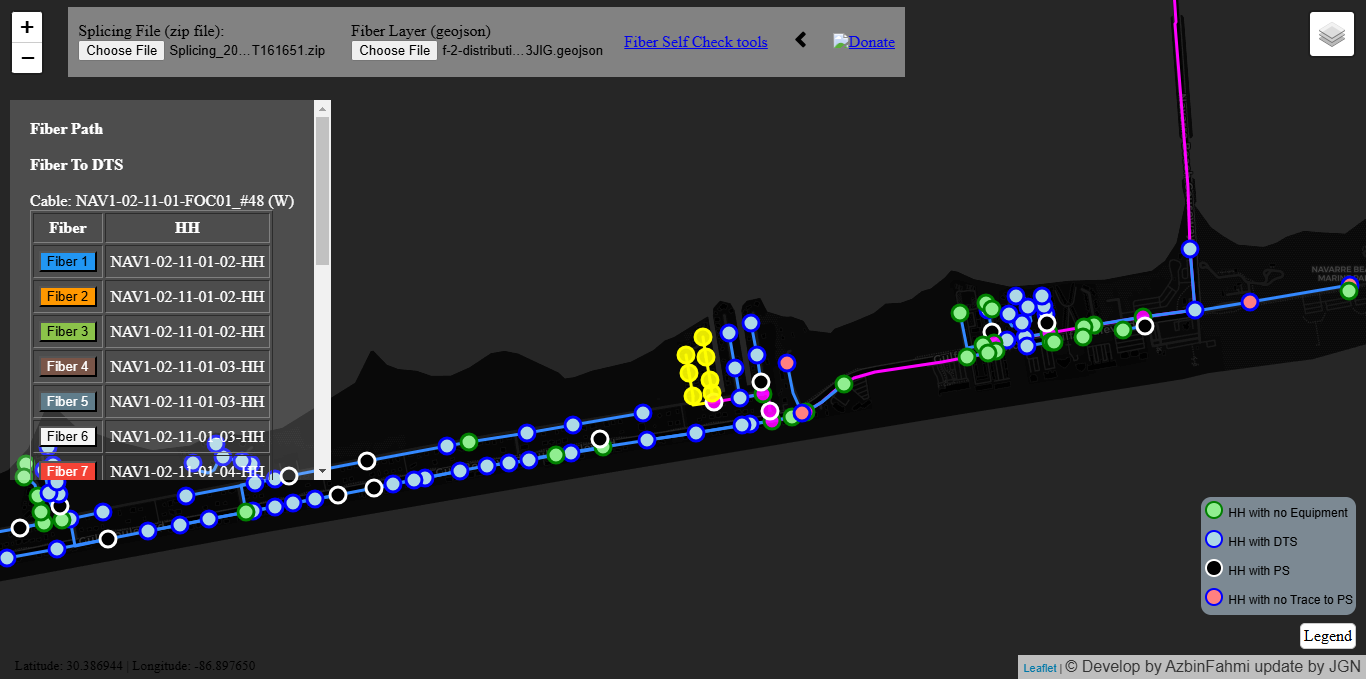 +
−
Splicing File (zip file):
Choose File Splicing_20...T161651.zip
Fiber Layer (geojson)
Choose File f-2-distributi...3JIG.geojson
Fiber Self Check tools
Donate
Fiber Path
Fiber To DTS
Cable: NAV1-02-11-01-FOC01_#48 (W)
Fiber HH
Fiber 1 NAV1-02-11-01-02-HH
Fiber 2 NAV1-02-11-01-02-HH
Fiber 3 NAV1-02-11-01-02-HH
Fiber 4 NAV1-02-11-01-03-HH
Fiber 5 NAV1-02-11-01-03-HH
Fiber 6 NAV1-02-11-01-03-HH
Fiber 7 NAV1-02-11-01-04-HH
HH with no Equipment
HH with DTS
HH with PS
HH with no Trace to PS
Legend
Latitude: 30.386944 | Longitude: -86.897650
Leaflet | © Develop by AzbinFahmi update by JGN